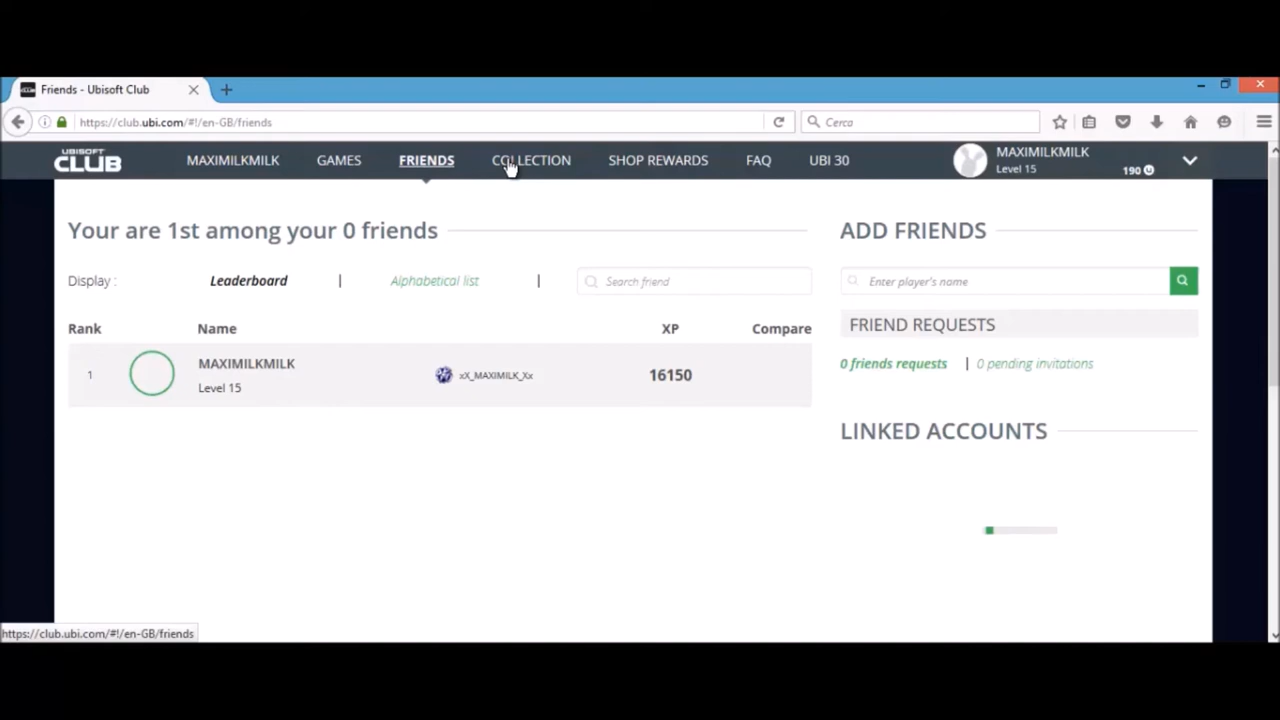 Friends - Ubisoft Club
https://club.ubi.com/#!/en-GB/friends
Cerca
UBISOFT
CLUB
MAXIMILKMILK GAMES FRIENDS COLLECTION SHOP REWARDS FAQ UBI 30
MAXIMILKMILK
Level 15
190
Your are 1st among your 0 friends
Display : Leaderboard | Alphabetical list | Search friend
Rank Name XP Compare
1 MAXIMILKMILK xX_MAXIMILK_Xx 16150
Level 15
ADD FRIENDS
Enter player's name
FRIEND REQUESTS
0 friends requests | 0 pending invitations
LINKED ACCOUNTS
https://club.ubi.com/#!/en-GB/friends